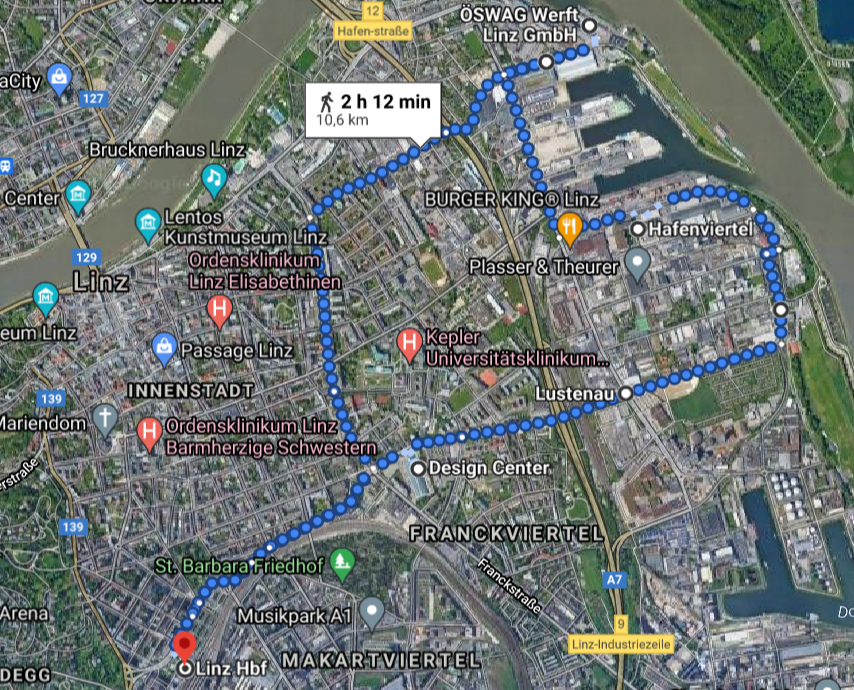 12
Hafen-straße
ÖSWAG Werft
Linz GmbH
aCity
127
2 h 12 min
10,6 km
Brucknerhaus Linz
Center
Lentos
Kunstmuseum Linz
BURGER KING® Linz
Hafenviertel
129
Linz
Ordensklinikum
Linz Elisabethinen
Plasser & Theurer
eum Linz
Passage Linz
Kepler
Universitätsklinikum...
INNENSTADT
139
Lustenau
Mariendom
Ordensklinikum Linz
Barmherzige Schwestern
Design Center
erstraße
139
FRANCKVIERTEL
St. Barbara Friedhof
Franckstraße
A7
Arena
Musikpark A1
Do
9
Linz-Industriezeile
Linz Hbf
MAKARTVIERTEL
DEGG